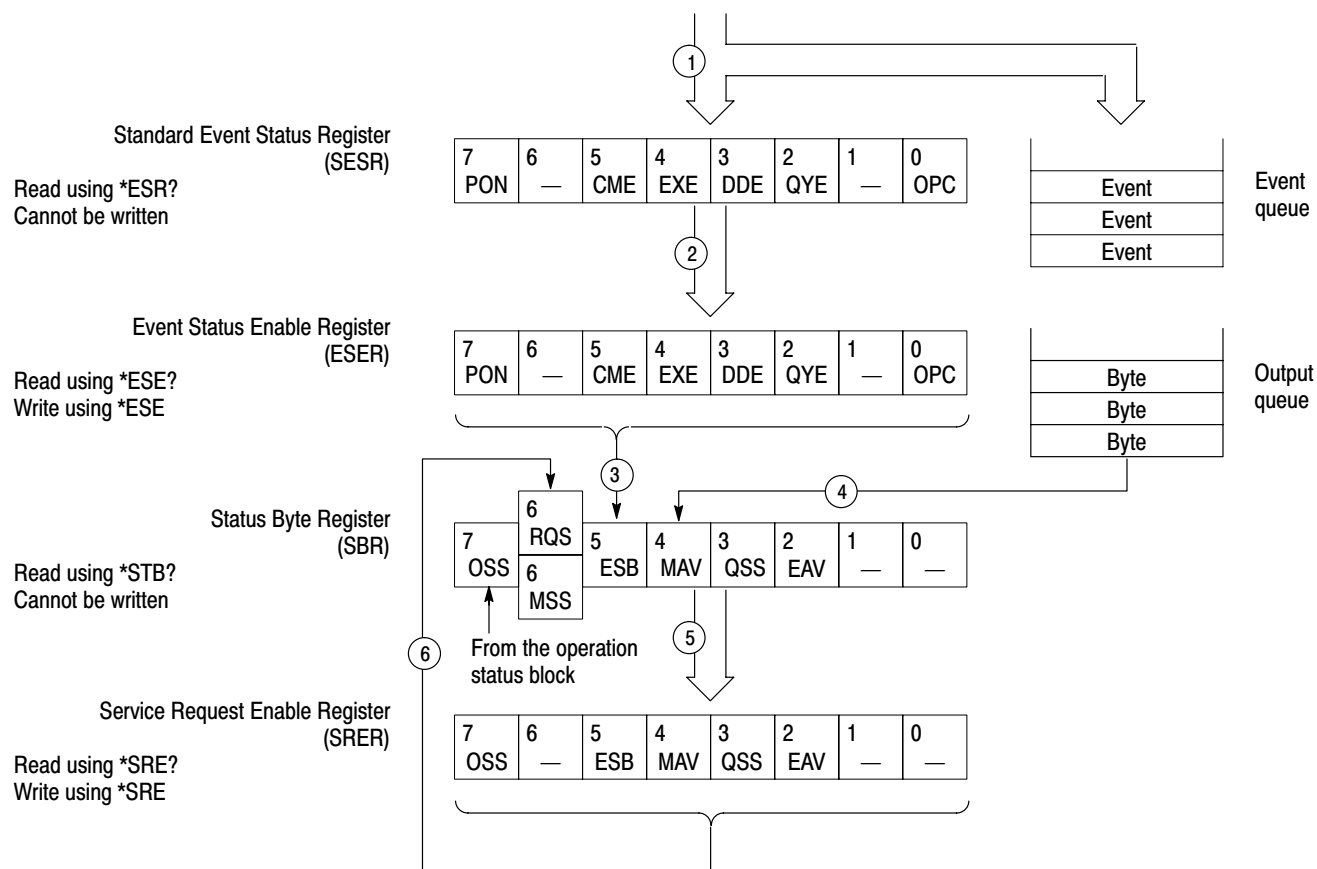 1
Standard Event Status Register
(SESR)
Read using *ESR?
Cannot be written
7 6 5 4 3 2 1 0
PON — CME EXE DDE QYE — OPC
Event
Event
Event
Event
queue
2
Event Status Enable Register
(ESER)
Read using *ESE?
Write using *ESE
7 6 5 4 3 2 1 0
PON — CME EXE DDE QYE — OPC
Byte
Byte
Byte
Output
queue
3
4
Status Byte Register
(SBR)
Read using *STB?
Cannot be written
6
RQS
7 5 4 3 2 1 0
OSS ESB MAV QSS EAV — —
6
MSS
From the operation
status block
5
6
Service Request Enable Register
(SRER)
Read using *SRE?
Write using *SRE
7 6 5 4 3 2 1 0
OSS — ESB MAV QSS EAV — —